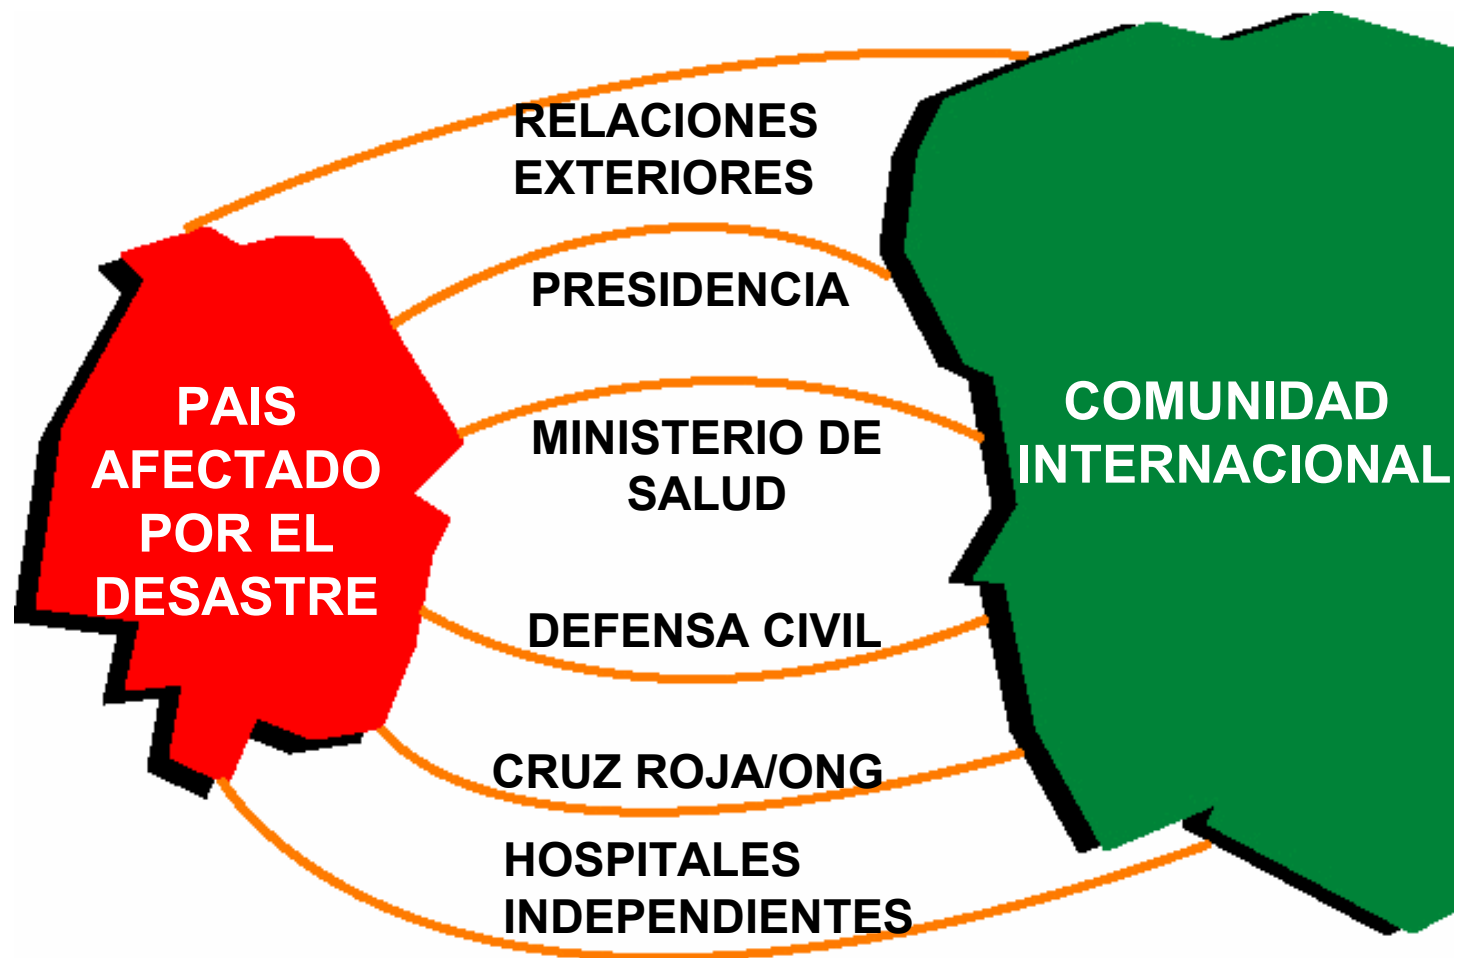 RELACIONES
EXTERIORES
PRESIDENCIA
PAIS
AFECTADO
POR EL
DESASTRE
MINISTERIO DE
SALUD
COMUNIDAD
INTERNACIONAL
DEFENSA CIVIL
CRUZ ROJA/ONG
HOSPITALES
INDEPENDIENTES